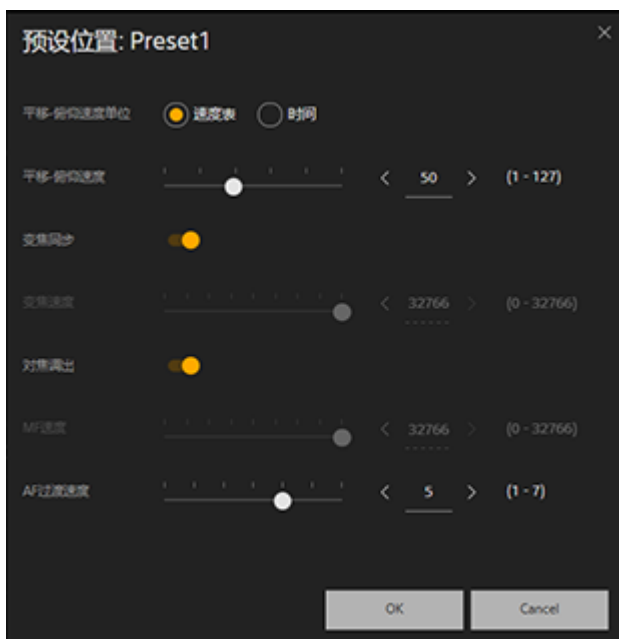 预设位置: Preset1
平移-俯仰速度单位 速度表 时间
平移-俯仰速度 < 50 > (1 - 127)
变焦同步
变焦速度 < 32766 > (0 - 32766)
对焦调出
MF速度 < 32766 > (0 - 32766)
AF过渡速度 < 5 > (1 - 7)
OK Cancel